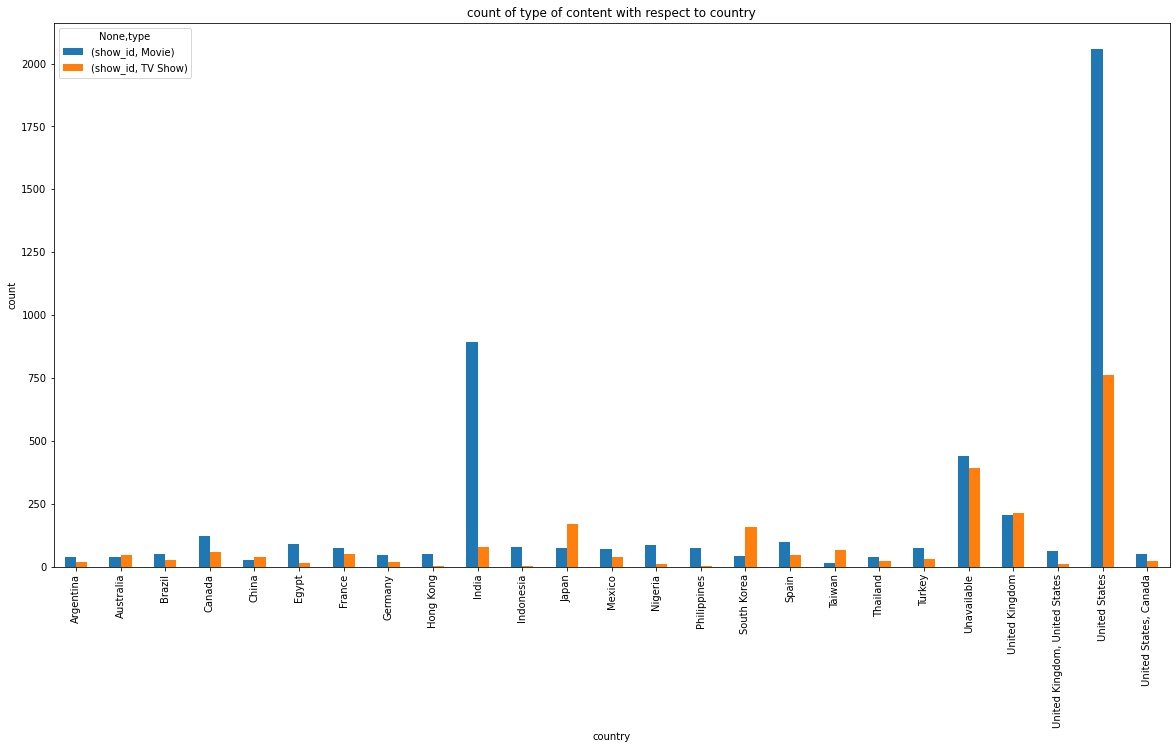 count of type of content with respect to country
None,type
(show_id, Movie)
(show_id, TV Show)
2000
1750
1500
1250
1000
750
500
250
0
count
Argentina
Australia
Brazil
Canada
China
Egypt
France
Germany
Hong Kong
India
Indonesia
Japan
Mexico
Nigeria
Philippines
South Korea
Spain
Taiwan
Thailand
Turkey
Unavailable
United Kingdom
United Kingdom, United States
United States
United States, Canada
country